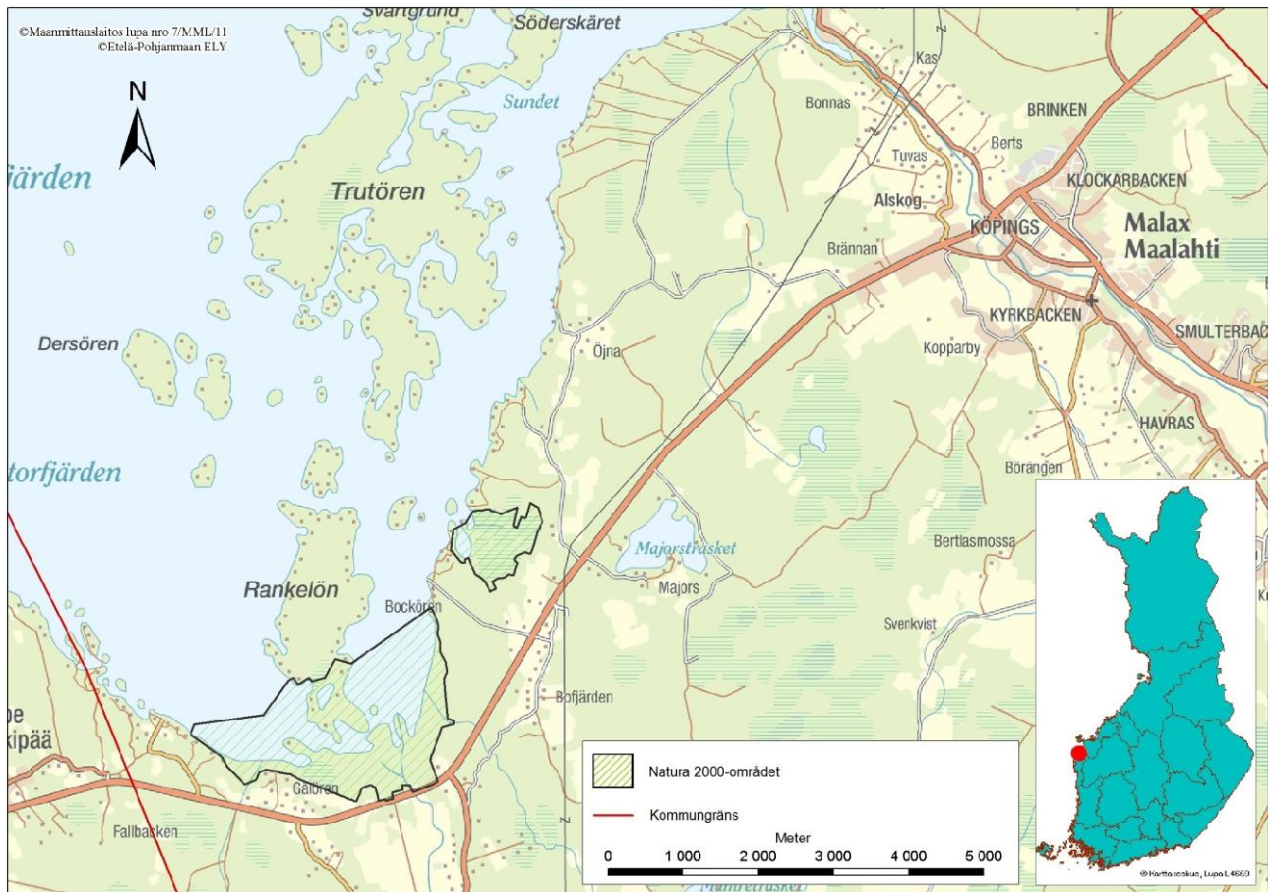 ©Maanmittauslaitos lupa nro 7/MML/11
©Etelä-Pohjanmaan ELY
N
Svartgrund
Söderskäret
Sundet
Kas
Bonnas
BRINKEN
Tuvas
Berts
KLOCKARBACKEN
järden
Trutören
Alskog
KÖPINGS
Malax
Maalahti
Brännan
KYRKBACKEN
SMULTERBAC
Dersören
Öjna
Kopparby
HAVRAS
Börängen
torfjärden
Majorsträsket
Bertlasmossa
Rankelön
Majors
Bockören
Svenkvist
Bofjärden
kipää
Galören
Fallbacken
Natura 2000-området
Kommungräns
Meter
0 1 000 2 000 3 000 4 000 5 000
© Karttakeskus, Lupa L4659